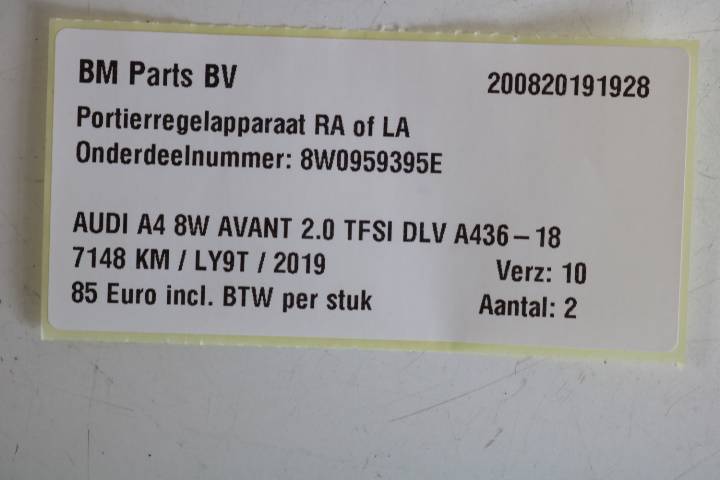 BM Parts BV 200820191928
Portierregelapparaat RA of LA
Onderdeelnummer: 8W0959395E
AUDI A4 8W AVANT 2.0 TFSI DLV A436-18
7148 KM / LY9T / 2019 Verz: 10
85 Euro incl. BTW per stuk Aantal: 2